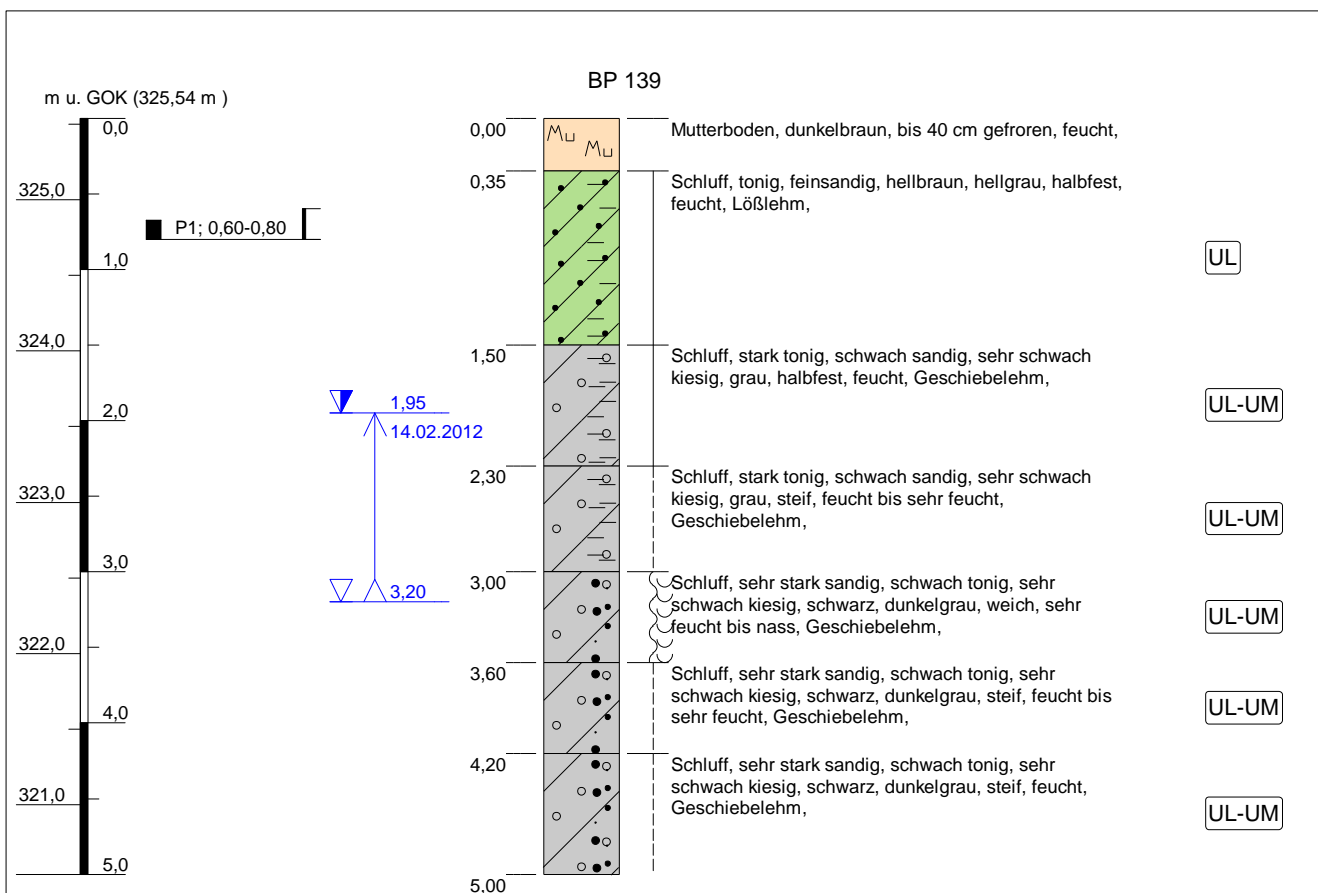 BP 139
m u. GOK (325,54 m )
0,0
325,0
1,0
324,0
2,0
323,0
3,0
322,0
4,0
321,0
5,0
P1; 0,60-0,80
1,95
14.02.2012
3,20
0,00
Mu
Mu
Mutterboden, dunkelbraun, bis 40 cm gefroren, feucht,
0,35
Schluff, tonig, feinsandig, hellbraun, hellgrau, halbfest,
feucht, Lößlehm,
UL
1,50
Schluff, stark tonig, schwach sandig, sehr schwach
kiesig, grau, halbfest, feucht, Geschiebelehm,
UL-UM
2,30
Schluff, stark tonig, schwach sandig, sehr schwach
kiesig, grau, steif, feucht bis sehr feucht,
Geschiebelehm,
UL-UM
3,00
Schluff, sehr stark sandig, schwach tonig, sehr
schwach kiesig, schwarz, dunkelgrau, weich, sehr
feucht bis nass, Geschiebelehm,
UL-UM
3,60
Schluff, sehr stark sandig, schwach tonig, sehr
schwach kiesig, schwarz, dunkelgrau, steif, feucht bis
sehr feucht, Geschiebelehm,
UL-UM
4,20
Schluff, sehr stark sandig, schwach tonig, sehr
schwach kiesig, schwarz, dunkelgrau, steif, feucht,
Geschiebelehm,
UL-UM
5,00